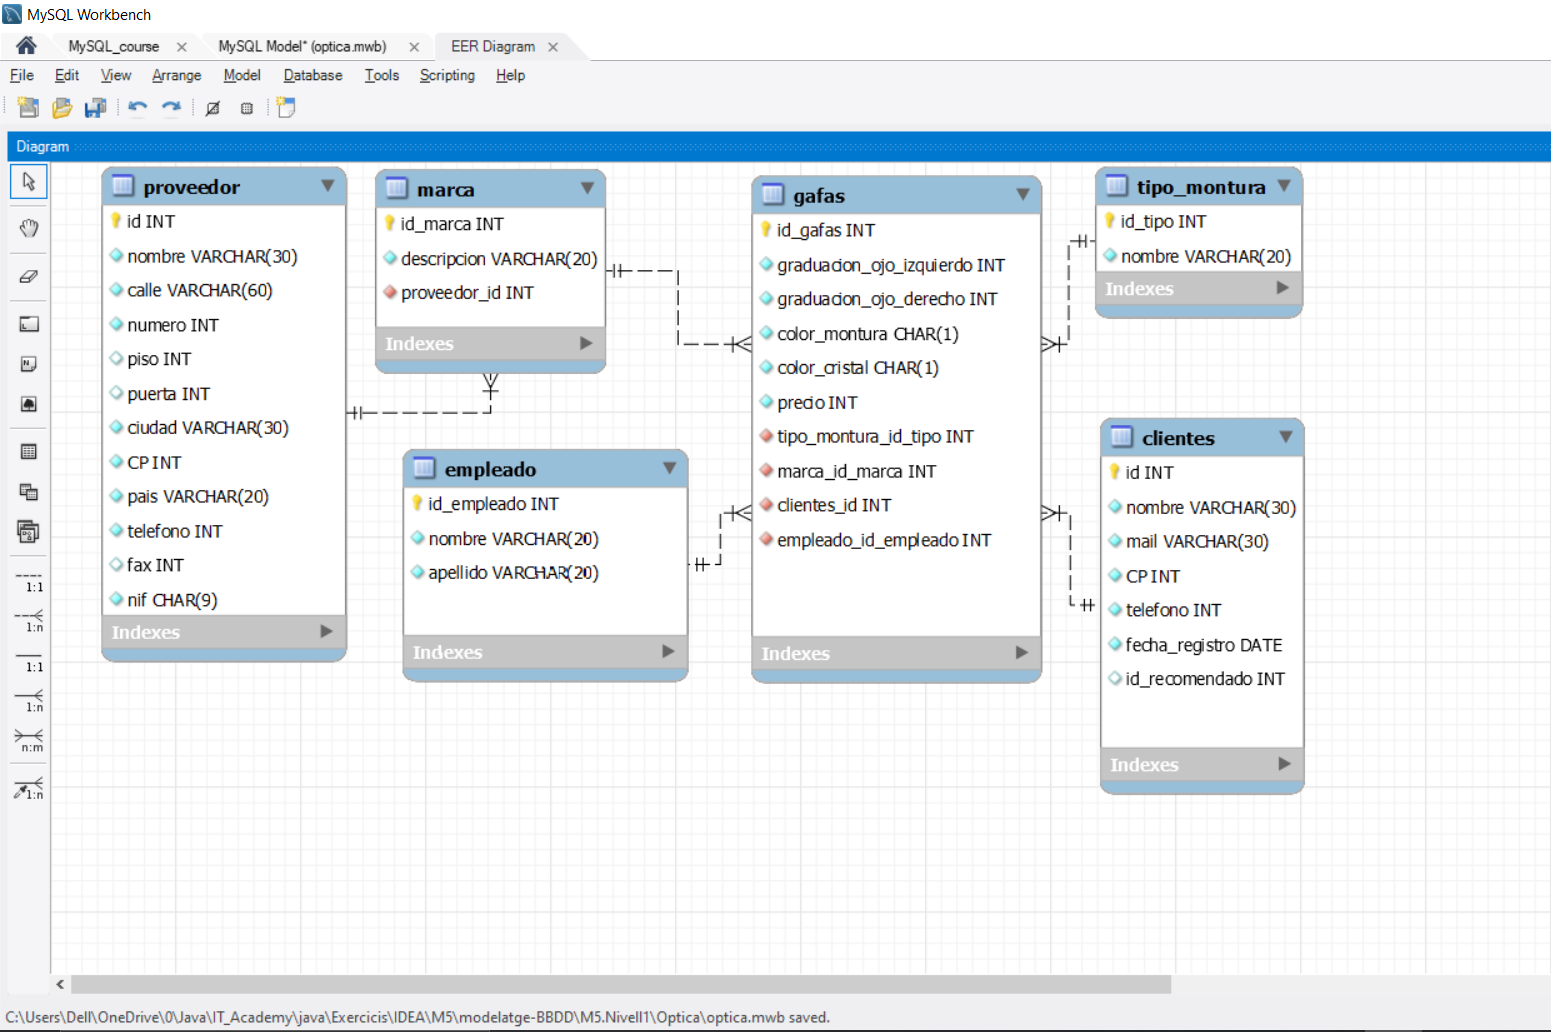 MySQL Workbench
MySQL_course
MySQL Model* (optica.mwb)
EER Diagram
File Edit View Arrange Model Database Tools Scripting Help
Diagram
proveedor
id INT
nombre VARCHAR(30)
calle VARCHAR(60)
numero INT
piso INT
puerta INT
ciudad VARCHAR(30)
CP INT
pais VARCHAR(20)
telefono INT
fax INT
nif CHAR(9)
Indexes
marca
id_marca INT
descripcion VARCHAR(20)
proveedor_id INT
Indexes
empleado
id_empleado INT
nombre VARCHAR(20)
apellido VARCHAR(20)
Indexes
gafas
id_gafas INT
graduacion_ojo_izquierdo INT
graduacion_ojo_derecho INT
color_montura CHAR(1)
color_cristal CHAR(1)
precio INT
tipo_montura_id_tipo INT
marca_id_marca INT
clientes_id INT
empleado_id_empleado INT
Indexes
tipo_montura
id_tipo INT
nombre VARCHAR(20)
Indexes
clientes
id INT
nombre VARCHAR(30)
mail VARCHAR(30)
CP INT
telefono INT
fecha_registro DATE
id_recomendado INT
Indexes
1:1
1:n
1:1
1:n
n:m
1:n
C:\Users\Dell\OneDrive\0\Java\IT_Academy\java\Exercicis\IDEA\M5\modelatge-BBDD\M5.Nivell1\Optica\optica.mwb saved.